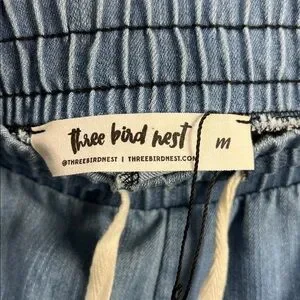 three bird nest
m
@THREEBIRDNEST | THREEBIRDNEST.COM